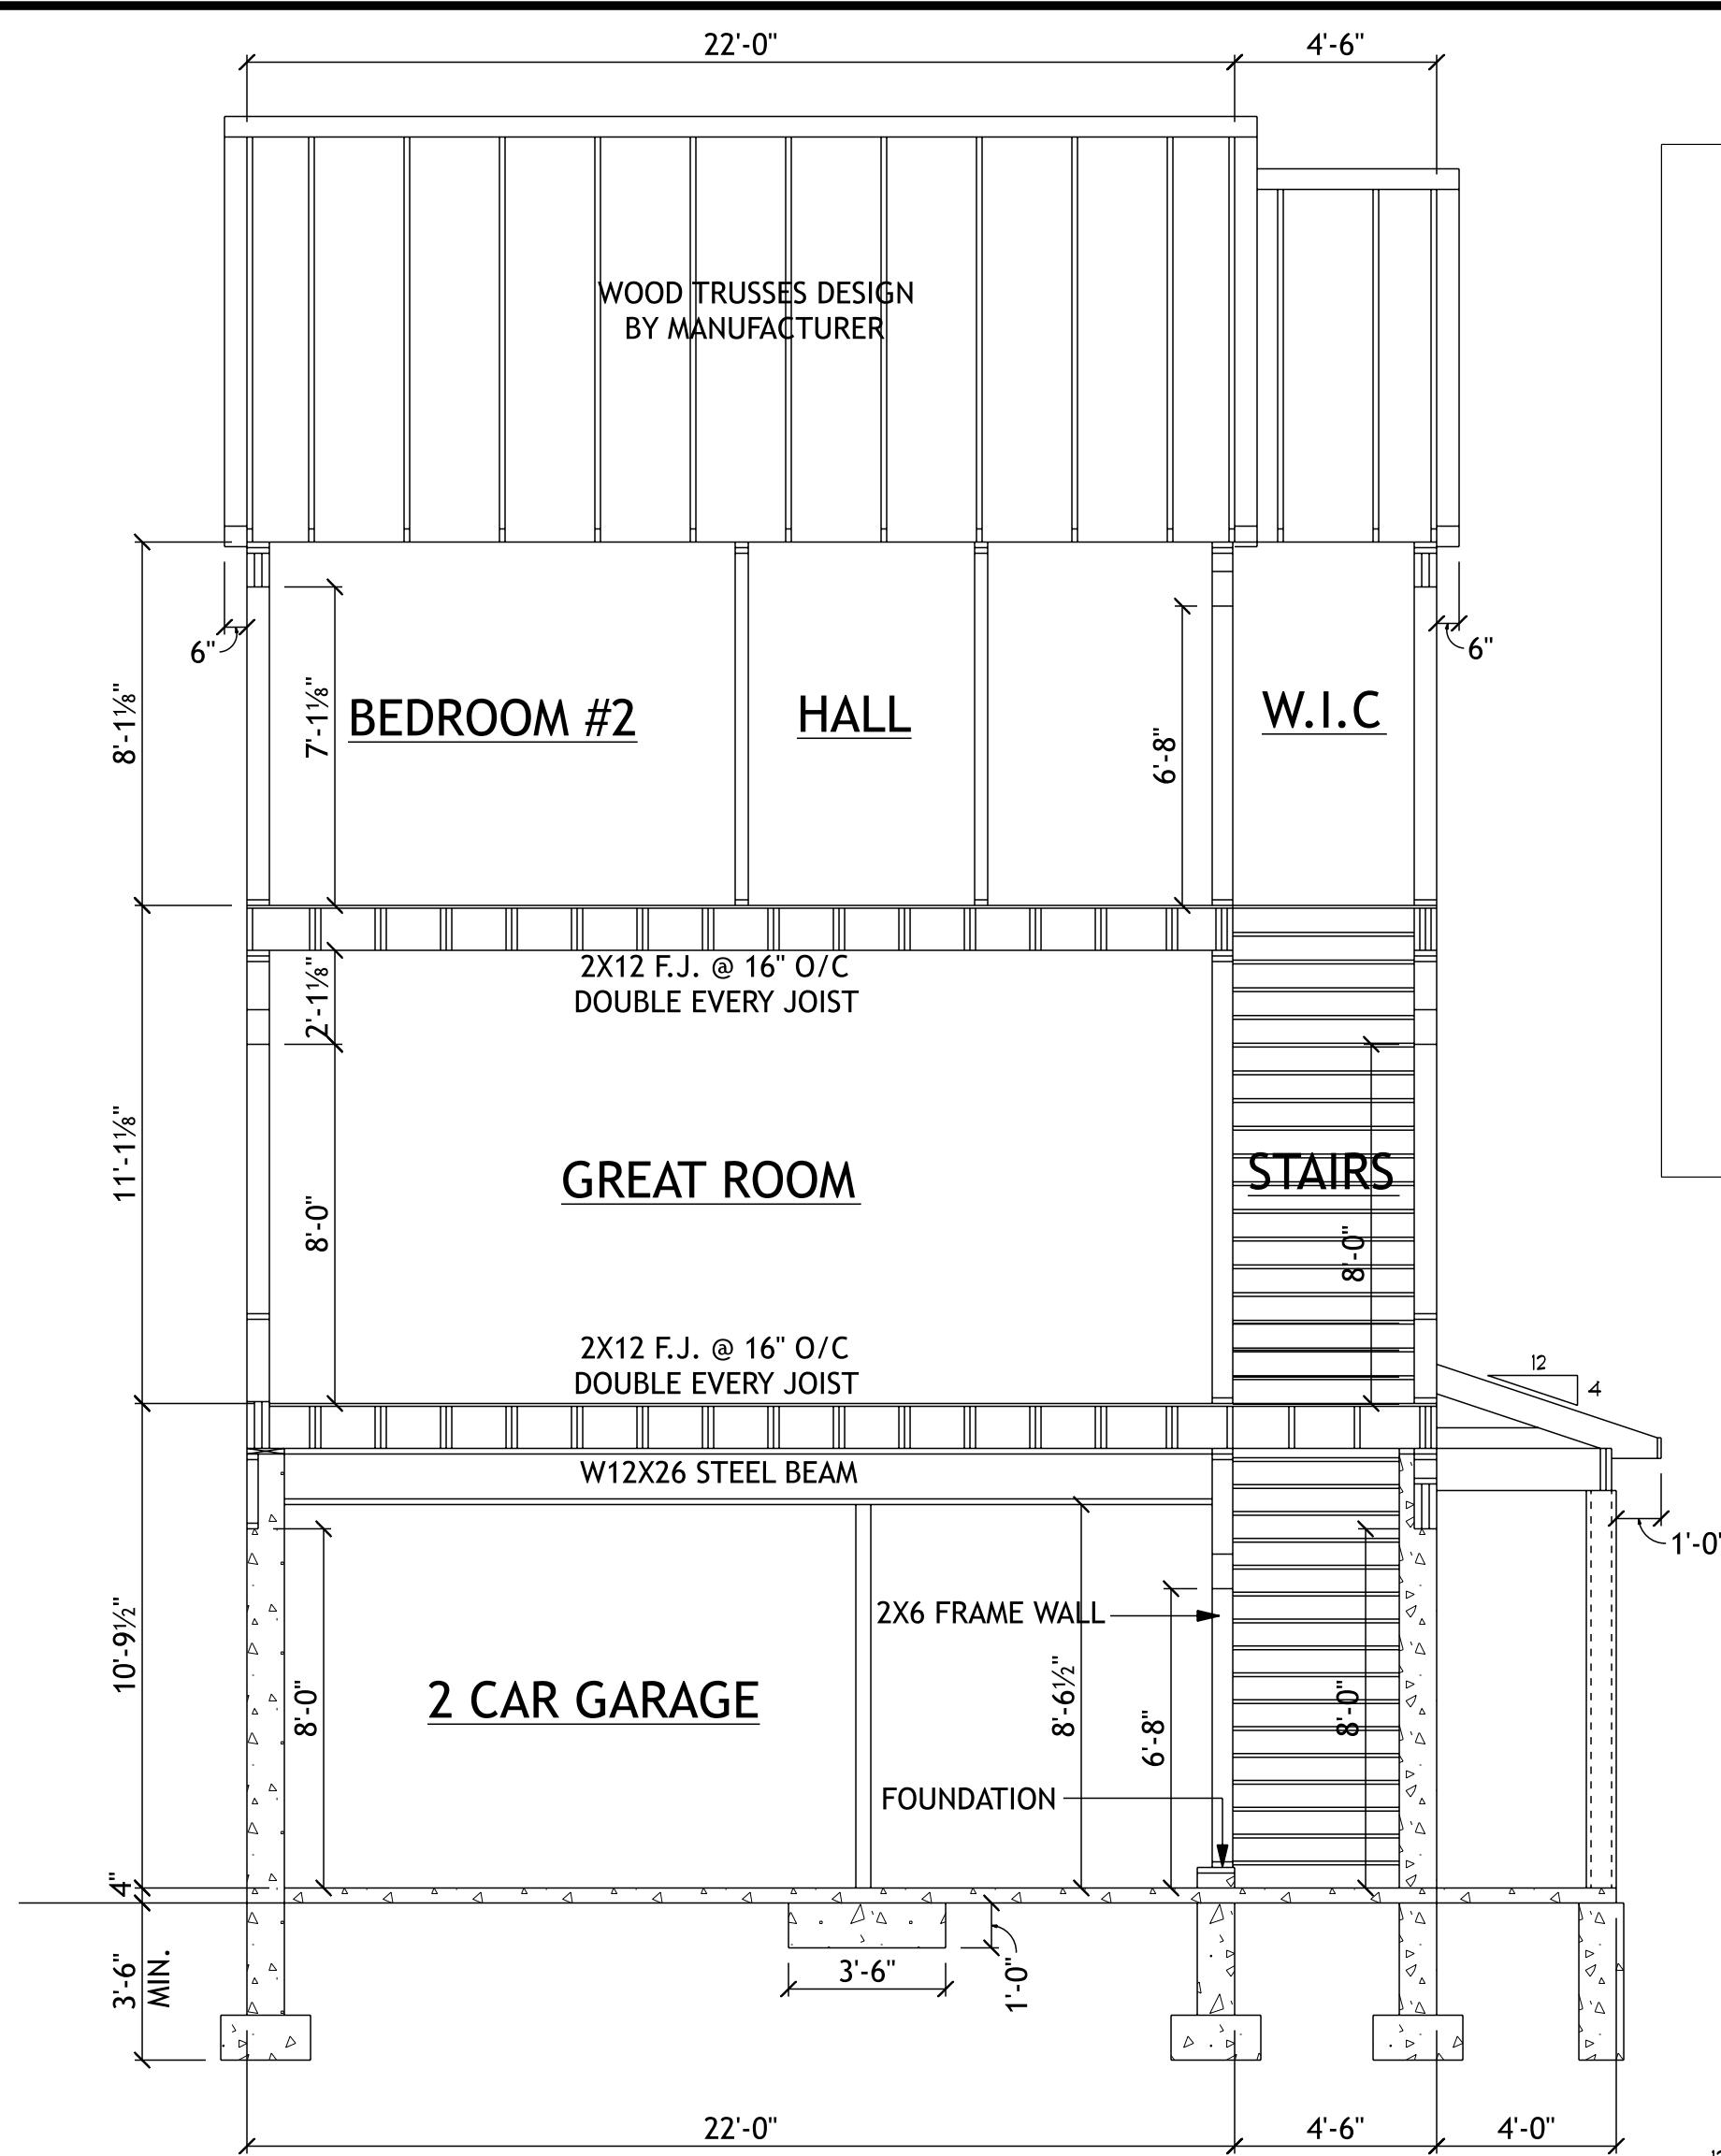 22'-0" 4'-6"
WOOD TRUSSES DESIGN
BY MANUFACTURER
6" 6"
8'-1⅛" 7'-1⅛" BEDROOM #2 HALL 6'-8" W.I.C
2'-1⅛" 2X12 F.J. @ 16" O/C
DOUBLE EVERY JOIST
11'-1⅛" 8'-0" GREAT ROOM STAIRS 8'-0"
2X12 F.J. @ 16" O/C
DOUBLE EVERY JOIST
12
4
W12X26 STEEL BEAM
1'-0"
2X6 FRAME WALL
10'-9½" 8'-0" 2 CAR GARAGE 8'-6½" 6'-8" 8'-0"
FOUNDATION
4"
3'-6"
MIN.
3'-6" 1'-0"
22'-0" 4'-6" 4'-0"